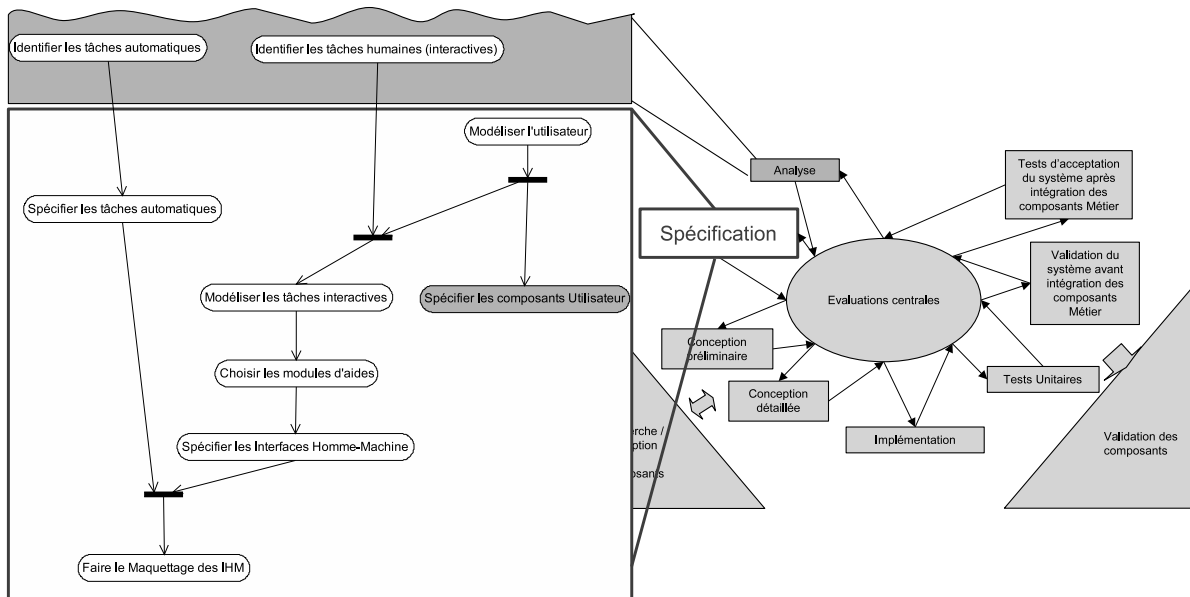 Identifier les tâches automatiques
Identifier les tâches humaines (interactives)
Modéliser l'utilisateur
Spécifier les tâches automatiques
Modéliser les tâches interactives
Spécifier les composants Utilisateur
Choisir les modules d'aides
Spécifier les Interfaces Homme-Machine
Faire le Maquettage des IHM
Analyse
Spécification
Tests d'acceptation
du système après
intégration des
composants Métier
Validation du
système avant
intégration des
composants
Métier
Evaluations centrales
Conception
préliminaire
Conception
détaillée
Tests Unitaires
Implémentation
Validation des
composants